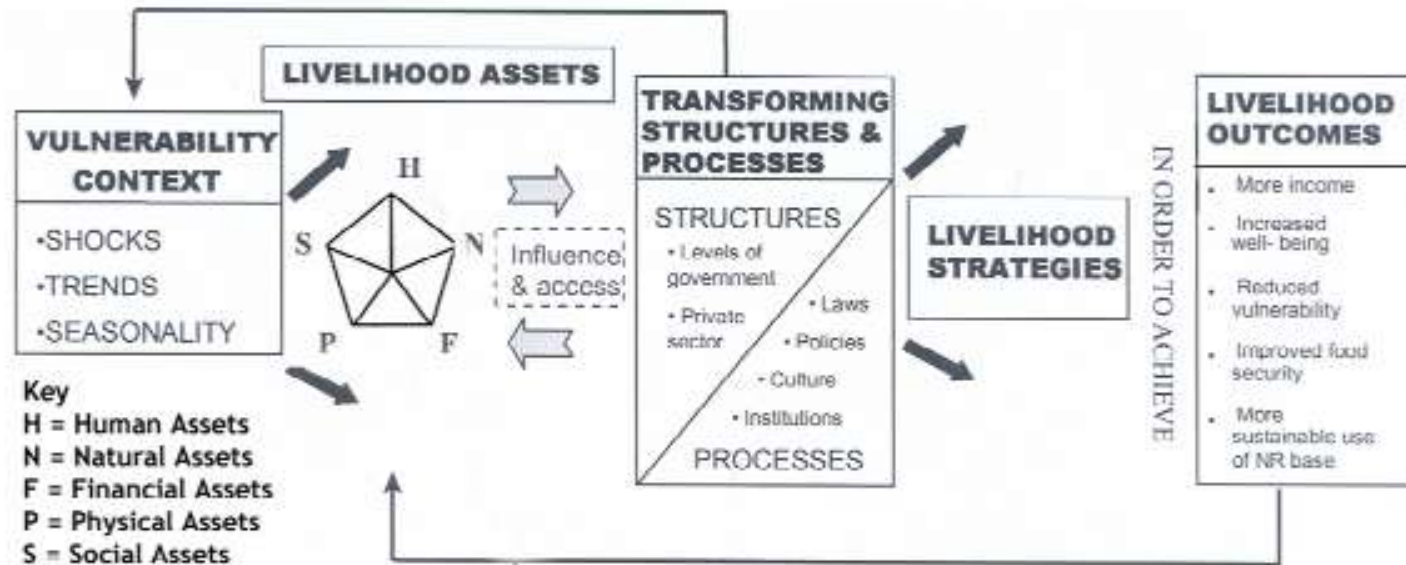 LIVELIHOOD ASSETS
VULNERABILITY
CONTEXT
•SHOCKS
•TRENDS
•SEASONALITY
H
S
N
P
F
Influence
& access
TRANSFORMING
STRUCTURES &
PROCESSES
STRUCTURES
• Levels of
government
• Private
sector
• Laws
• Policies
• Culture
• Institutions
PROCESSES
LIVELIHOOD
STRATEGIES
IN ORDER TO ACHIEVE
LIVELIHOOD
OUTCOMES
• More income
• Increased
well- being
• Reduced
vulnerability
• Improved food
security
• More
sustainable use
of NR base
Key
H = Human Assets
N = Natural Assets
F = Financial Assets
P = Physical Assets
S = Social Assets